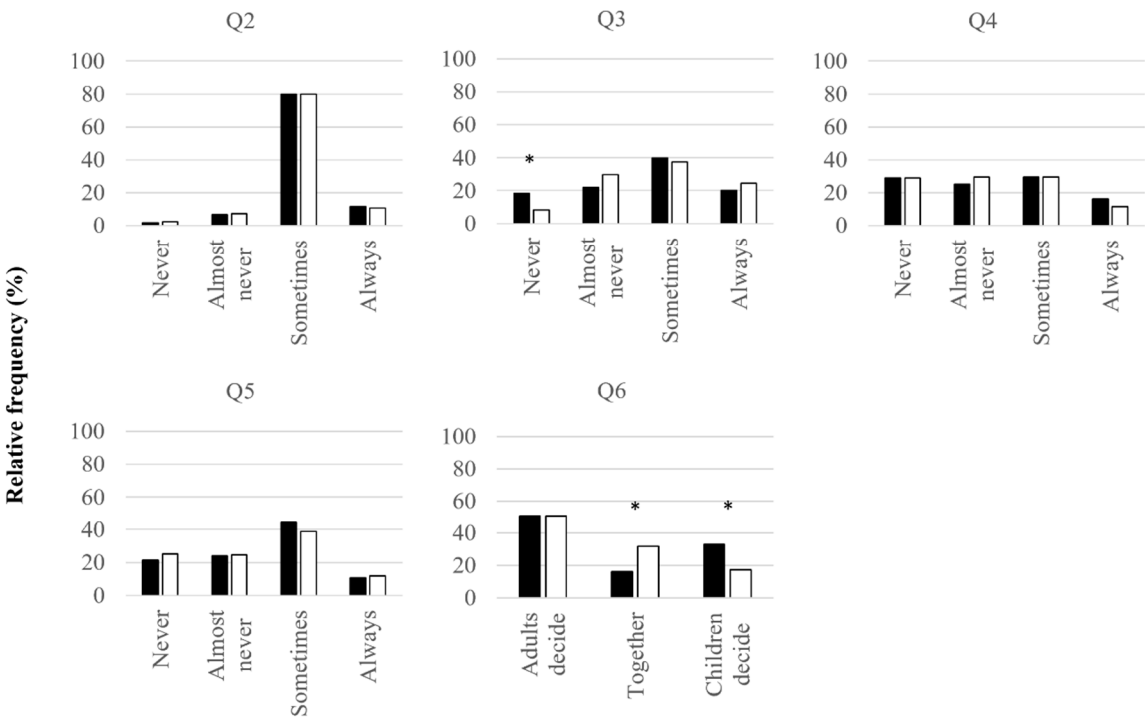 Relative frequency (%)
Q2
100
80
60
40
20
0
Never
Almost
never
Sometimes
Always
Q3
100
80
60
40
20
0
*
Never
Almost
never
Sometimes
Always
Q4
100
80
60
40
20
0
Never
Almost
never
Sometimes
Always
Q5
100
80
60
40
20
0
Never
Almost
never
Sometimes
Always
Q6
100
80
60
40
20
0
*
*
Adults
decide
Together
Children
decide